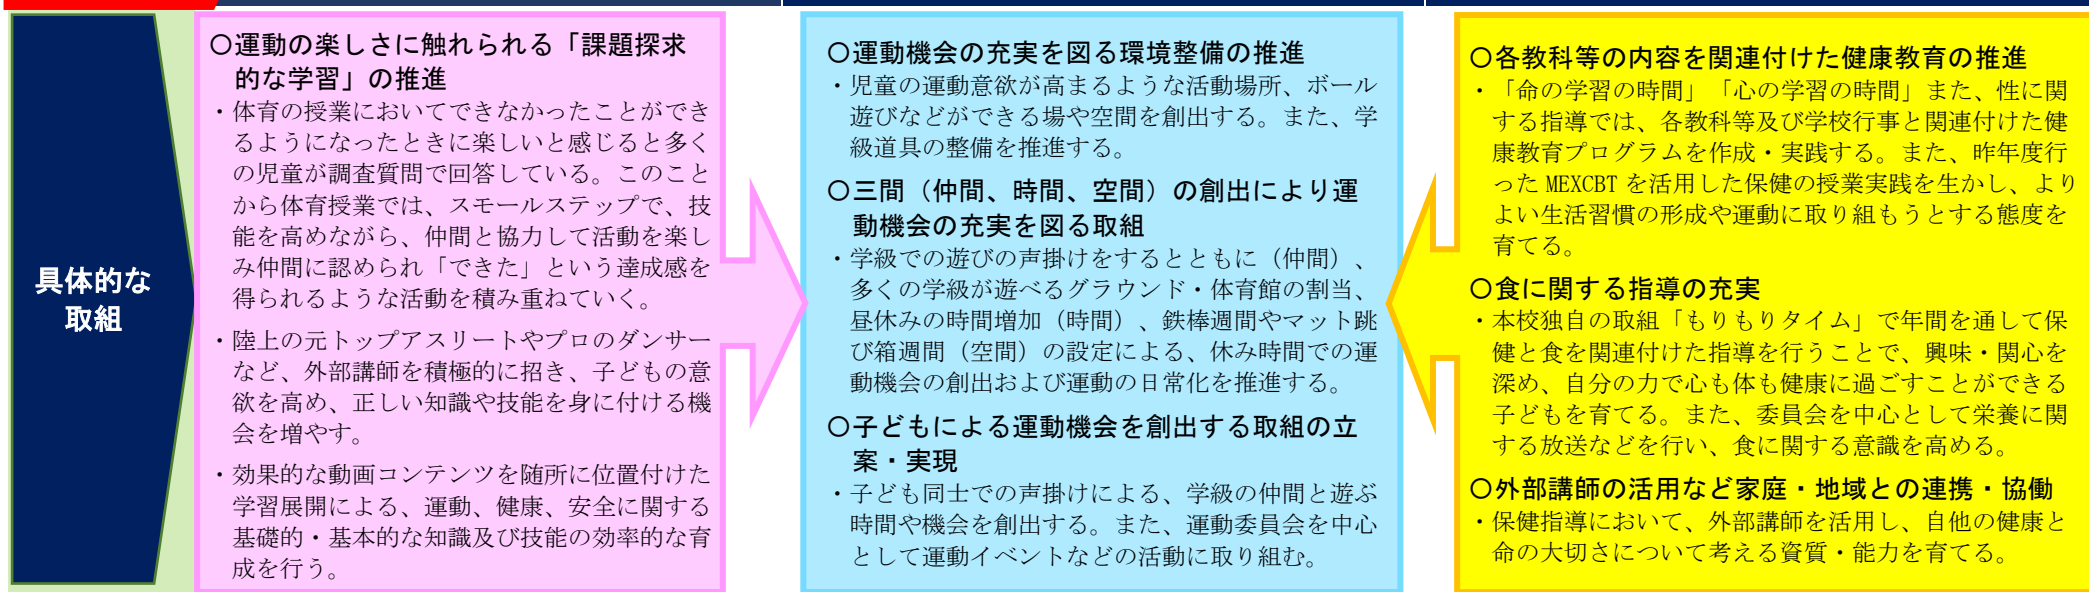 具体的な
取組
〇運動の楽しさに触れられる「課題探求
的な学習」の推進
・体育の授業においてできなかったことができ
るようになったときに楽しいと感じると多く
の児童が調査質問で回答している。このこと
から体育授業では、スモールステップで、技
能を高めながら、仲間と協力して活動を楽し
み仲間に認められ「できた」という達成感を
得られるような活動を積み重ねていく。
・陸上の元トップアスリートやプロのダンサー
など、外部講師を積極的に招き、子どもの意
欲を高め、正しい知識や技能を身に付ける機
会を増やす。
・効果的な動画コンテンツを随所に位置付けた
学習展開による、運動、健康、安全に関する
基礎的・基本的な知識及び技能の効率的な育
成を行う。
〇運動機会の充実を図る環境整備の推進
・児童の運動意欲が高まるような活動場所、ボール
遊びなどができる場や空間を創出する。また、学
級道具の整備を推進する。
〇三間（仲間、時間、空間）の創出により運
動機会の充実を図る取組
・学級での遊びの声掛けをするとともに（仲間）、
多くの学級が遊べるグラウンド・体育館の割当、
昼休みの時間増加（時間）、鉄棒週間やマット跳
び箱週間（空間）の設定による、休み時間での運
動機会の創出および運動の日常化を推進する。
〇子どもによる運動機会を創出する取組の立
案・実現
・子ども同士での声掛けによる、学級の仲間と遊ぶ
時間や機会を創出する。また、運動委員会を中心
として運動イベントなどの活動に取り組む。
〇各教科等の内容を関連付けた健康教育の推進
・「命の学習の時間」「心の学習の時間」また、性に関
する指導では、各教科等及び学校行事と関連付けた健
康教育プログラムを作成・実践する。また、昨年度行
った MEXCBT を活用した保健の授業実践を生かし、より
よい生活習慣の形成や運動に取り組もうとする態度を
育てる。
〇食に関する指導の充実
・本校独自の取組「もりもりタイム」で年間を通して保
健と食を関連付けた指導を行うことで、興味・関心を
深め、自分の力で心も体も健康に過ごすことができる
子どもを育てる。また、委員会を中心として栄養に関
する放送などを行い、食に関する意識を高める。
〇外部講師の活用など家庭・地域との連携・協働
・保健指導において、外部講師を活用し、自他の健康と
命の大切さについて考える資質・能力を育てる。